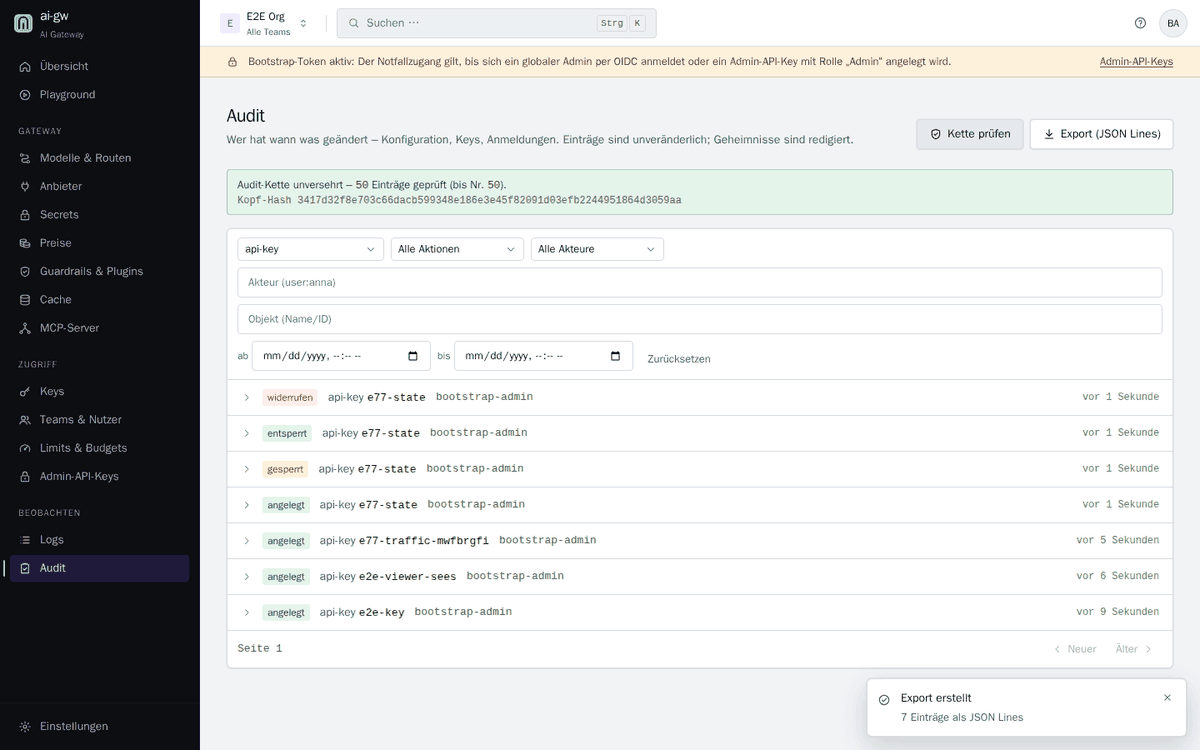 ai-gw
AI Gateway
Übersicht
Playground
GATEWAY
Modelle & Routen
Anbieter
Secrets
Preise
Guardrails & Plugins
Cache
MCP-Server
ZUGRIFF
Keys
Teams & Nutzer
Limits & Budgets
Admin-API-Keys
BEOBACHTEN
Logs
Audit
Einstellungen
E
E2E Org
Alle Teams
Suchen ···
Strg K
BA
Bootstrap-Token aktiv: Der Notfallzugang gilt, bis sich ein globaler Admin per OIDC anmeldet oder ein Admin-API-Key mit Rolle „Admin“ angelegt wird.
Admin-API-Keys
Audit
Wer hat wann was geändert – Konfiguration, Keys, Anmeldungen. Einträge sind unveränderlich; Geheimnisse sind redigiert.
Kette prüfen
Export (JSON Lines)
Audit-Kette unversehrt – 50 Einträge geprüft (bis Nr. 50).
Kopf-Hash 3417d32f8e703c66dacb599348e186e3e45f82091d03efb2244951864d3059aa
api-key
Alle Aktionen
Alle Akteure
Akteur (user:anna)
Objekt (Name/ID)
ab mm/dd/yyyy, --:-- -- bis mm/dd/yyyy, --:-- -- Zurücksetzen
widerrufen api-key e77-state bootstrap-admin vor 1 Sekunde
entsperrt api-key e77-state bootstrap-admin vor 1 Sekunde
gesperrt api-key e77-state bootstrap-admin vor 1 Sekunde
angelegt api-key e77-state bootstrap-admin vor 1 Sekunde
angelegt api-key e77-traffic-mwfbrgfi bootstrap-admin vor 5 Sekunden
angelegt api-key e2e-viewer-sees bootstrap-admin vor 6 Sekunden
angelegt api-key e2e-key bootstrap-admin vor 9 Sekunden
Seite 1
Neuer
Älter
Export erstellt
7 Einträge als JSON Lines